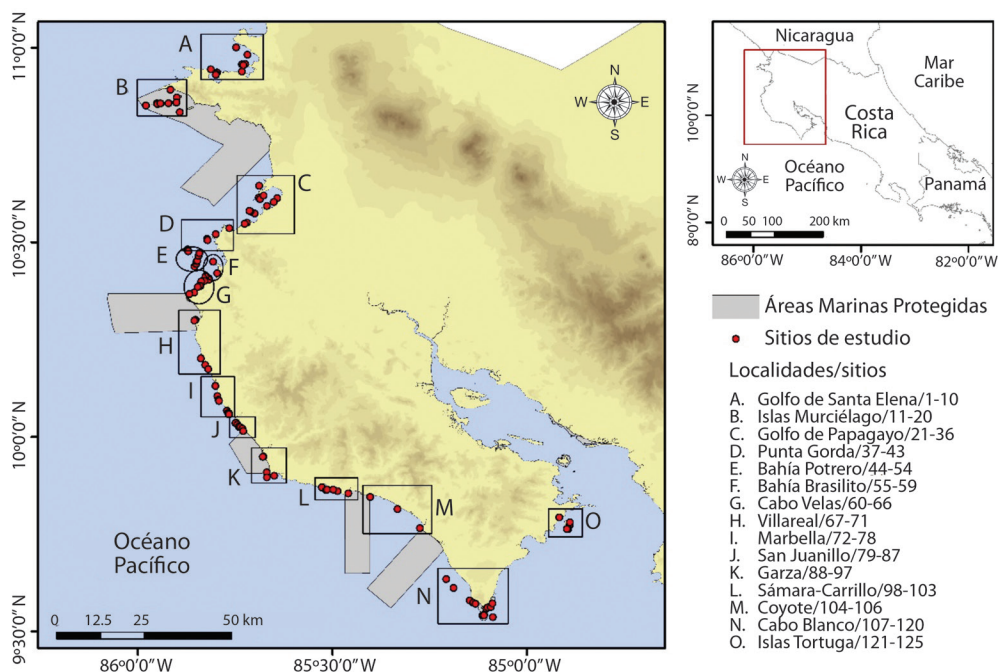 11°0'0"N
10°30'0"N
10°0'0"N
9°30'0"N
86°0'0"W
85°30'0"W
85°0'0"W
A
B
C
D
E
F
G
H
I
J
K
L
M
N
O
N
W E
S
Océano
Pacífico
0 12.5 25 50 km
Nicaragua
Mar
Caribe
Costa
Rica
Océano
Pacífico
Panamá
N
W E
S
0 50 100 200 km
10°0'0"N
8°0'0"N
86°0'0"W
84°0'0"W
82°0'0"W
Áreas Marinas Protegidas
Sitios de estudio
Localidades/sitios
A. Golfo de Santa Elena/1-10
B. Islas Murciélago/11-20
C. Golfo de Papagayo/21-36
D. Punta Gorda/37-43
E. Bahía Potrero/44-54
F. Bahía Brasilito/55-59
G. Cabo Velas/60-66
H. Villareal/67-71
I. Marbella/72-78
J. San Juanillo/79-87
K. Garza/88-97
L. Sámara-Carrillo/98-103
M. Coyote/104-106
N. Cabo Blanco/107-120
O. Islas Tortuga/121-125